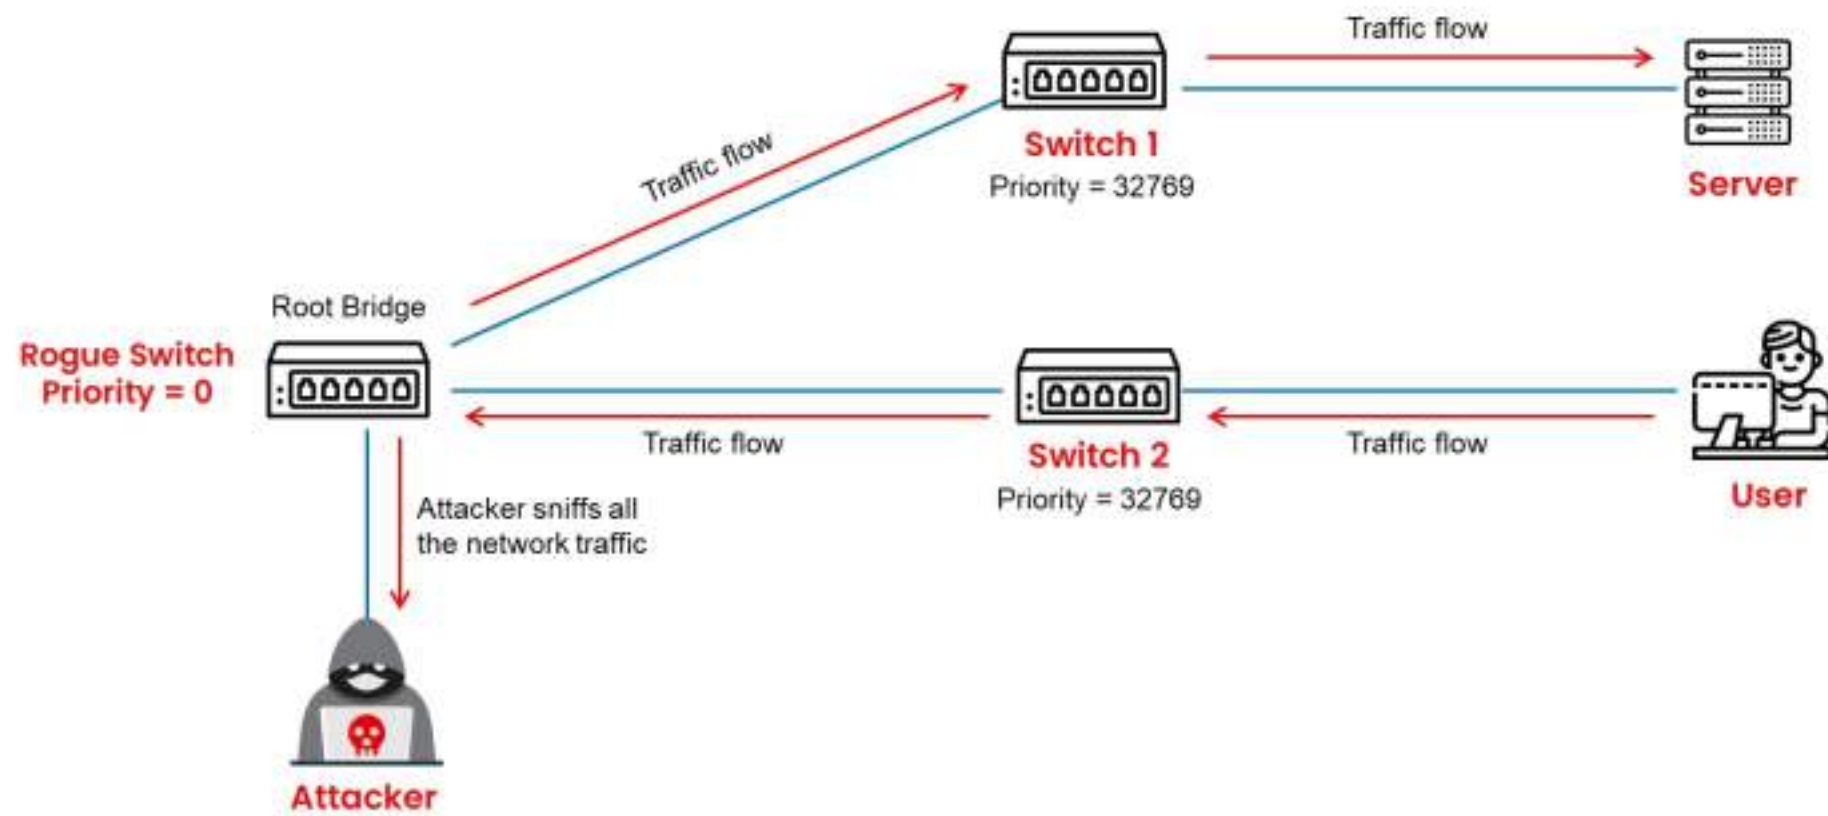 Traffic flow
Traffic flow
Switch 1
Priority = 32769
Server
Root Bridge
Rogue Switch
Priority = 0
Traffic flow
Traffic flow
Switch 2
Priority = 32769
User
Attacker sniffs all
the network traffic
Attacker